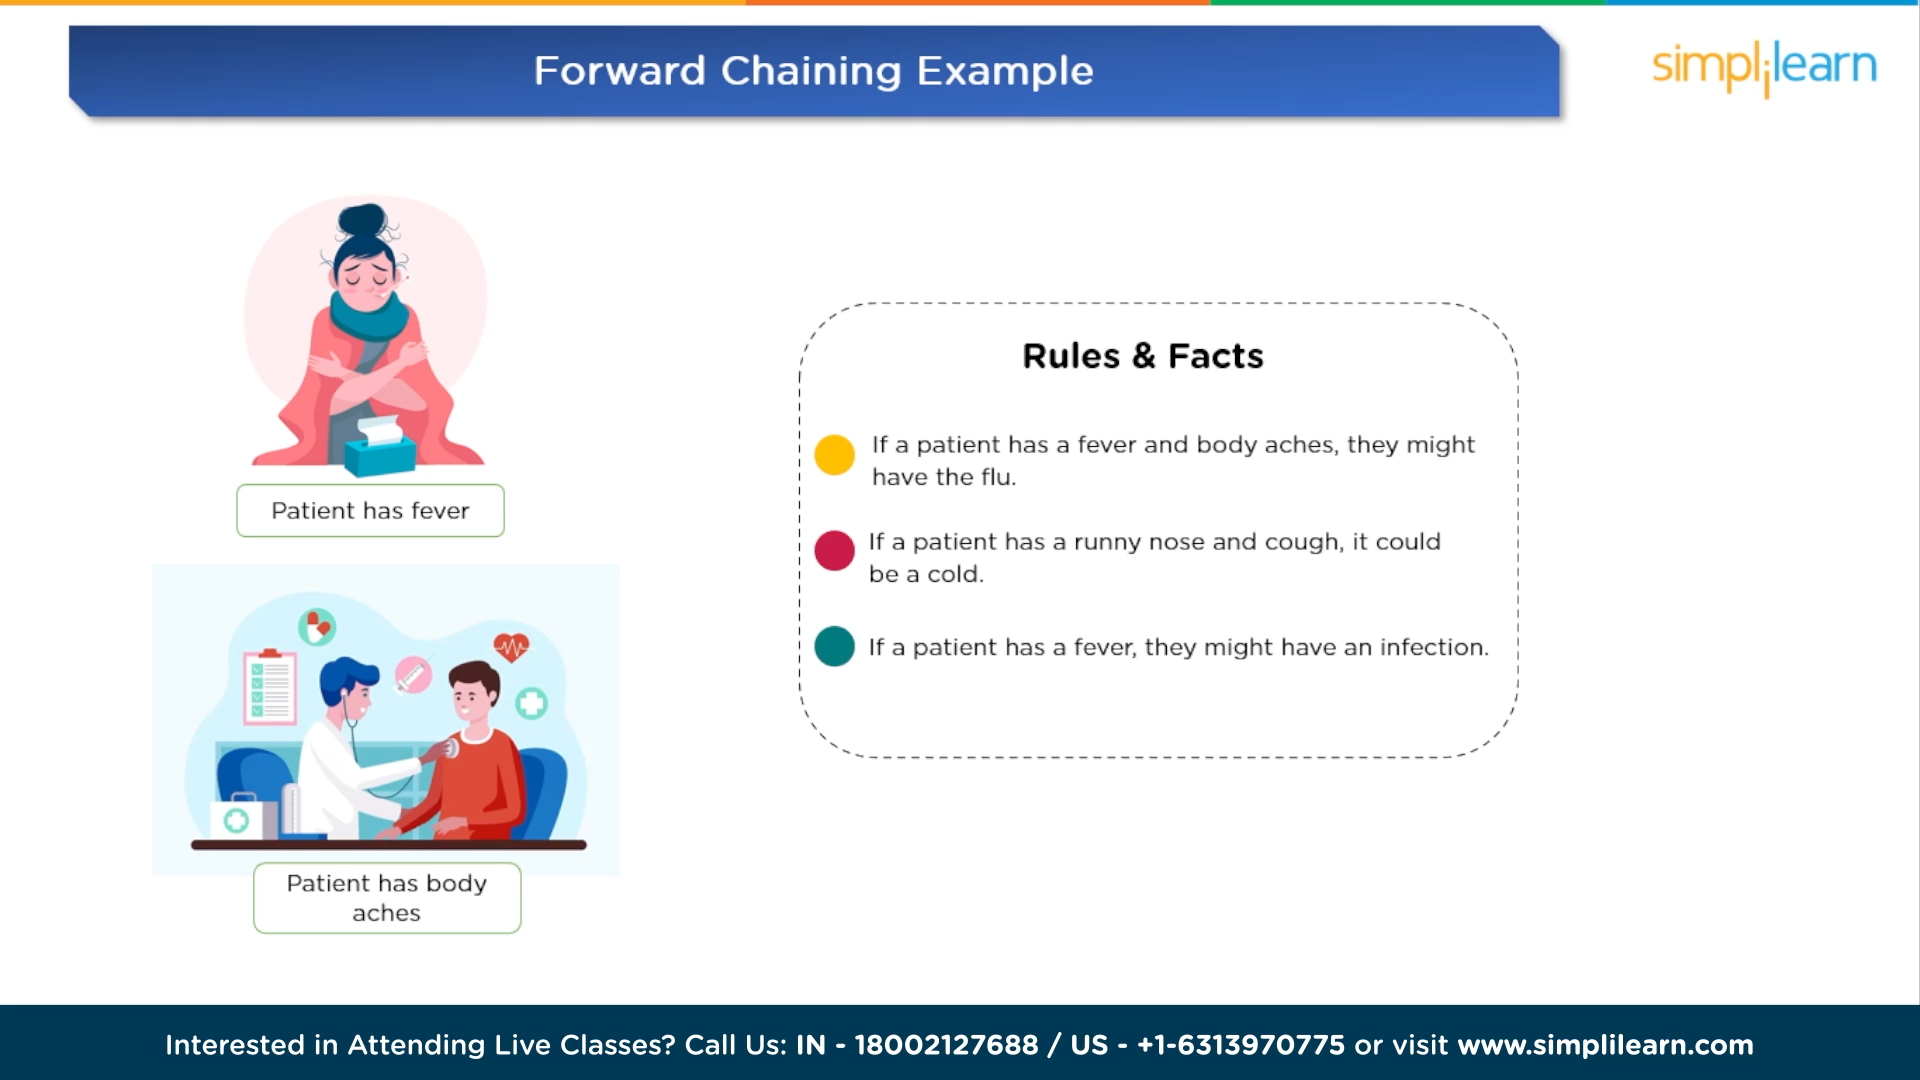 Forward Chaining Example
simplilearn
Patient has fever
Patient has body
aches
Rules & Facts
If a patient has a fever and body aches, they might
have the flu.
If a patient has a runny nose and cough, it could
be a cold.
If a patient has a fever, they might have an infection.
Interested in Attending Live Classes? Call Us: IN - 18002127688 / US - +1-6313970775 or visit www.simplilearn.com